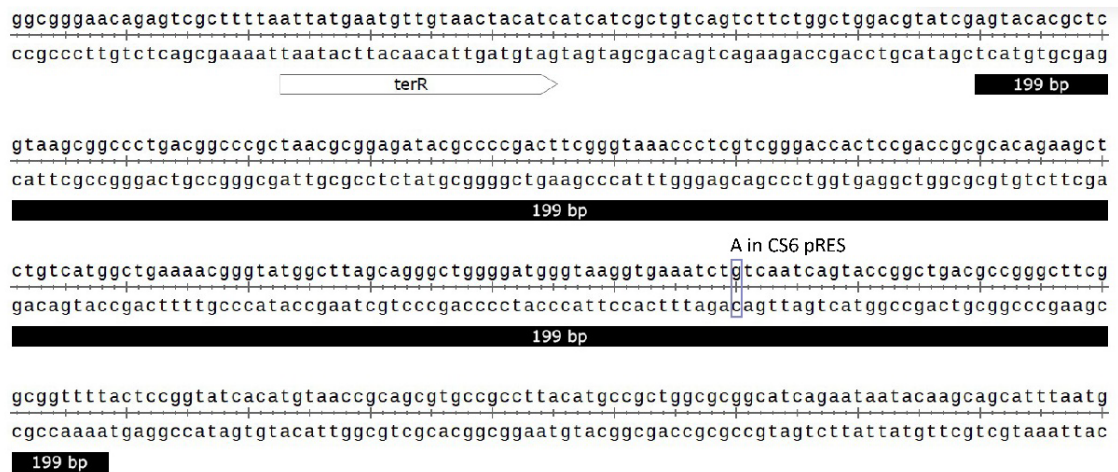 ggcgggaacagagtcgcttttaattatgaatgttgtaactacatcatcatcgctgtcagtcttctggctggacgtatcgagtacacgctc
ccgcccttgtctcagcgaaaattaatacttacaacattgatgtagtagtagcgacagtcagaagaccgacctgcatagctcatgtgcgag
terR
199 bp
gtaagcggccctgacggcccgctaacgcggagatacgccccgacttcgggtaaaccctcgtcgggaccactccgaccgcgcacagaagct
cattcgccgggactgccgggcgattgcgcctctatgcggggctgaagcccatttgggagcagccctggtgaggctggcgcgtgtcttcga
199 bp
A in CS6 pRES
ctgtcatggctgaaaacgggtatggcttagcagggctggggatgggtaaggtgaaatctgtcaatcagtaccggctgacgccgggcttcg
gacagtaccgacttttgcccataccgaatcgtcccgacccctacccattccactttagacagttagtcatggccgactgcggcccgaagc
199 bp
gcggttttactccggtatcacatgtaaccgcagcgtgccgccttacatgccgctggcgcggcatcagaataatacaagcagcatttaatg
cgccaaaatgaggccatagtgtacattggcgtcgcacggcggaatgtacggcgaccgcgccgtagtcttattatgttcgtcgtaaattac
199 bp